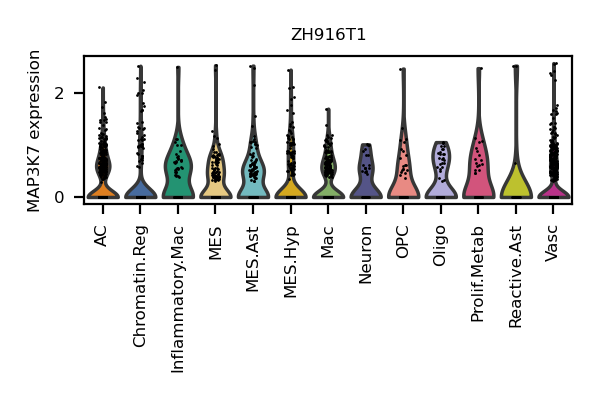 ZH916T1
MAP3K7 expression
2
0
AC
Chromatin.Reg
Inflammatory.Mac
MES
MES.Ast
MES.Hyp
Mac
Neuron
OPC
Oligo
Prolif.Metab
Reactive.Ast
Vasc